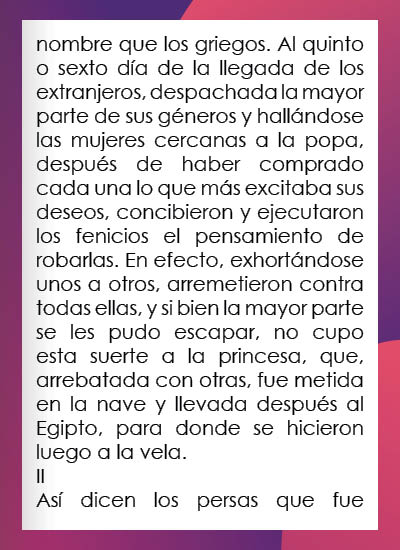 nombre que los griegos. Al quinto
o sexto día de la llegada de los
extranjeros, despachada la mayor
parte de sus géneros y hallándose
las mujeres cercanas a la popa,
después de haber comprado
cada una lo que más excitaba sus
deseos, concibieron y ejecutaron
los fenicios el pensamiento de
robarlas. En efecto, exhortándose
unos a otros, arremetieron contra
todas ellas, y si bien la mayor parte
se les pudo escapar, no cupo
esta suerte a la princesa, que,
arrebatada con otras, fue metida
en la nave y llevada después al
Egipto, para donde se hicieron
luego a la vela.
II
Así dicen los persas que fue